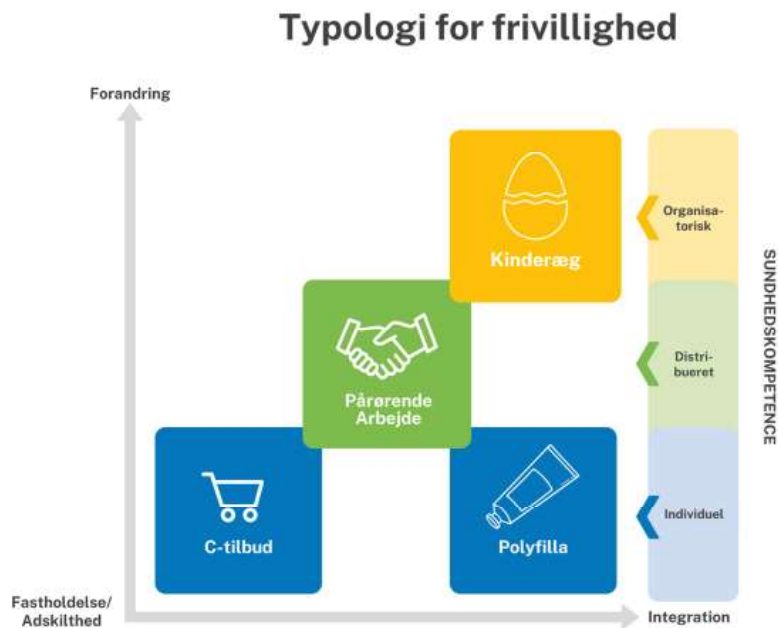 Typologi for frivillighed
Forandring
Kinderæg
Organisa-
torisk
Pårørende
Arbejde
Distri-
bueret
C-tilbud
Polyfilla
Individuel
SUNDHEDSKOMPETENCE
Fastholdelse/
Adskilthed
Integration